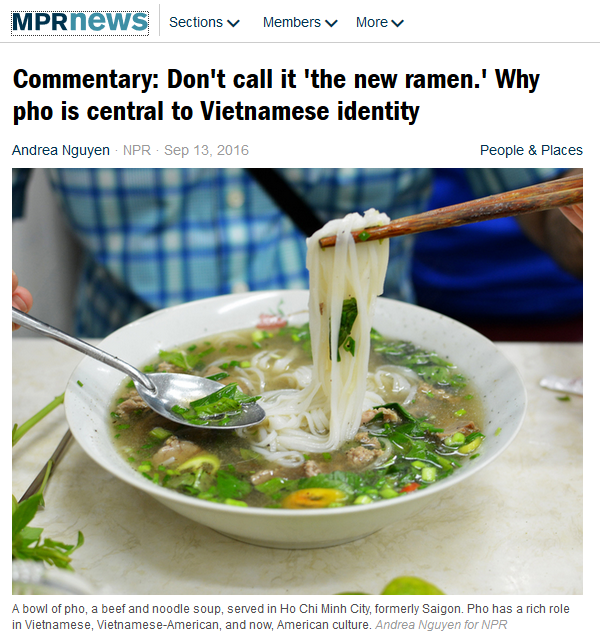 MPRnews
Sections Members More
Commentary: Don't call it 'the new ramen.' Why
pho is central to Vietnamese identity
Andrea Nguyen · NPR · Sep 13, 2016 People & Places
A bowl of pho, a beef and noodle soup, served in Ho Chi Minh City, formerly Saigon. Pho has a rich role
in Vietnamese, Vietnamese-American, and now, American culture. Andrea Nguyen for NPR